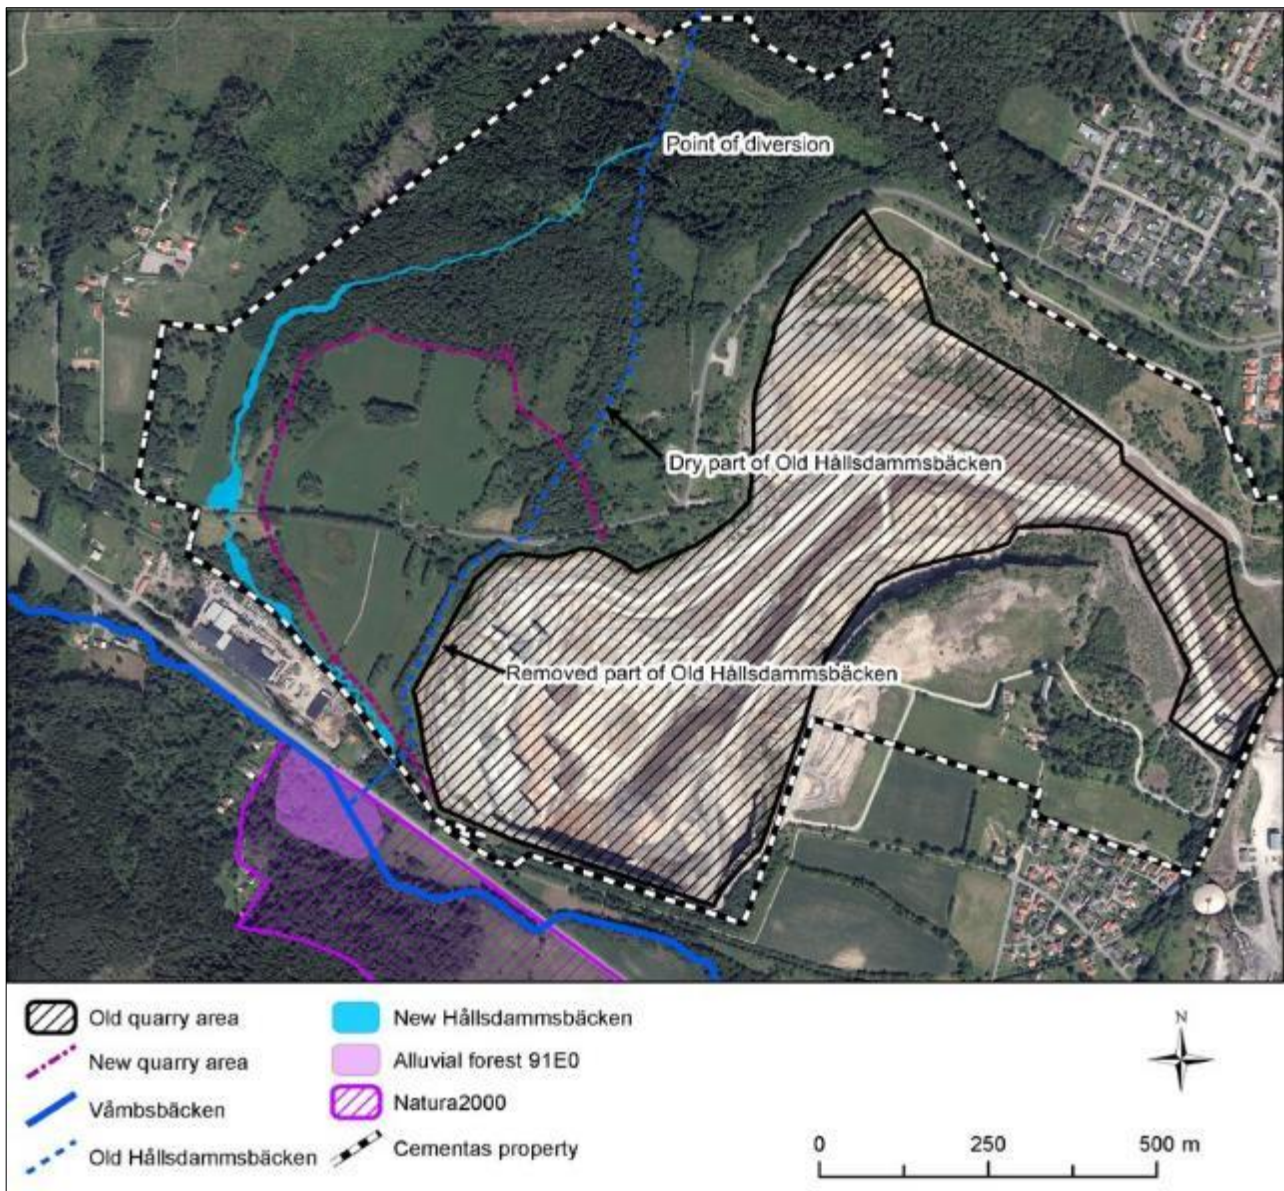 Point of diversion
Dry part of Old Hållsdammsbäcken
Removed part of Old Hållsdammsbäcken
Old quarry area
New quarry area
Våmbsbäcken
Old Hållsdammsbäcken
New Hållsdammsbäcken
Alluvial forest 91E0
Natura2000
Cementas property
N
0 250 500 m